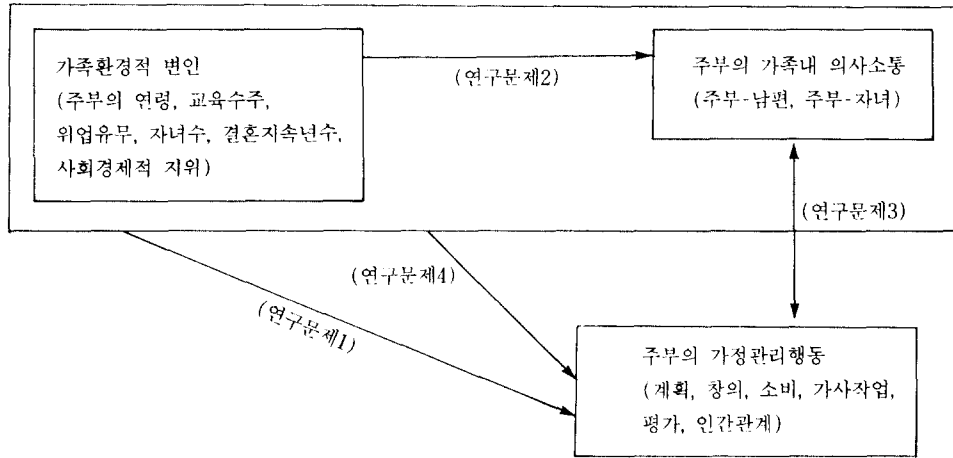 가족환경적 변인
(주부의 연령, 교육수주,
위업유무, 자녀수, 결혼지속년수,
사회경제적 지위)
(연구문제2)
주부의 가족내 의사소통
(주부-남편, 주부-자녀)
(연구문제3)
(연구문제4)
(연구문제1)
주부의 가정관리행동
(계획, 창의, 소비, 가사작업,
평가, 인간관계)